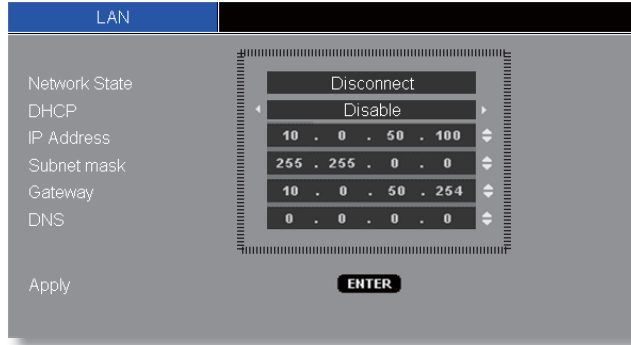 LAN
Network State Disconnect
DHCP Disable
IP Address 10 . 0 . 50 . 100
Subnet mask 255 . 255 . 0 . 0
Gateway 10 . 0 . 50 . 254
DNS 0 . 0 . 0 . 0
Apply ENTER